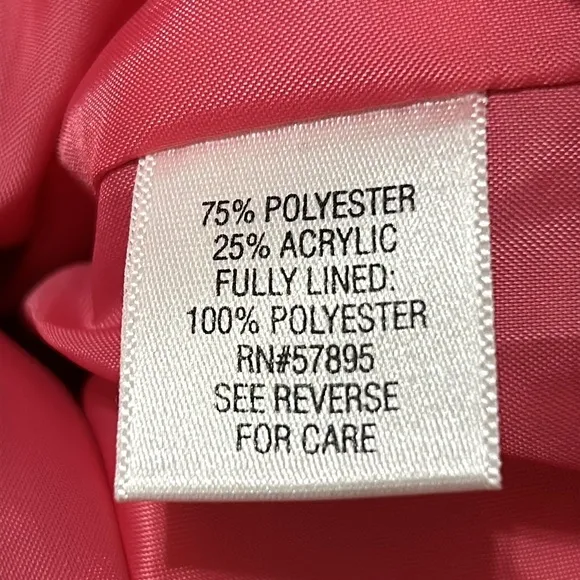 75% POLYESTER
25% ACRYLIC
FULLY LINED:
100% POLYESTER
RN#57895
SEE REVERSE
FOR CARE